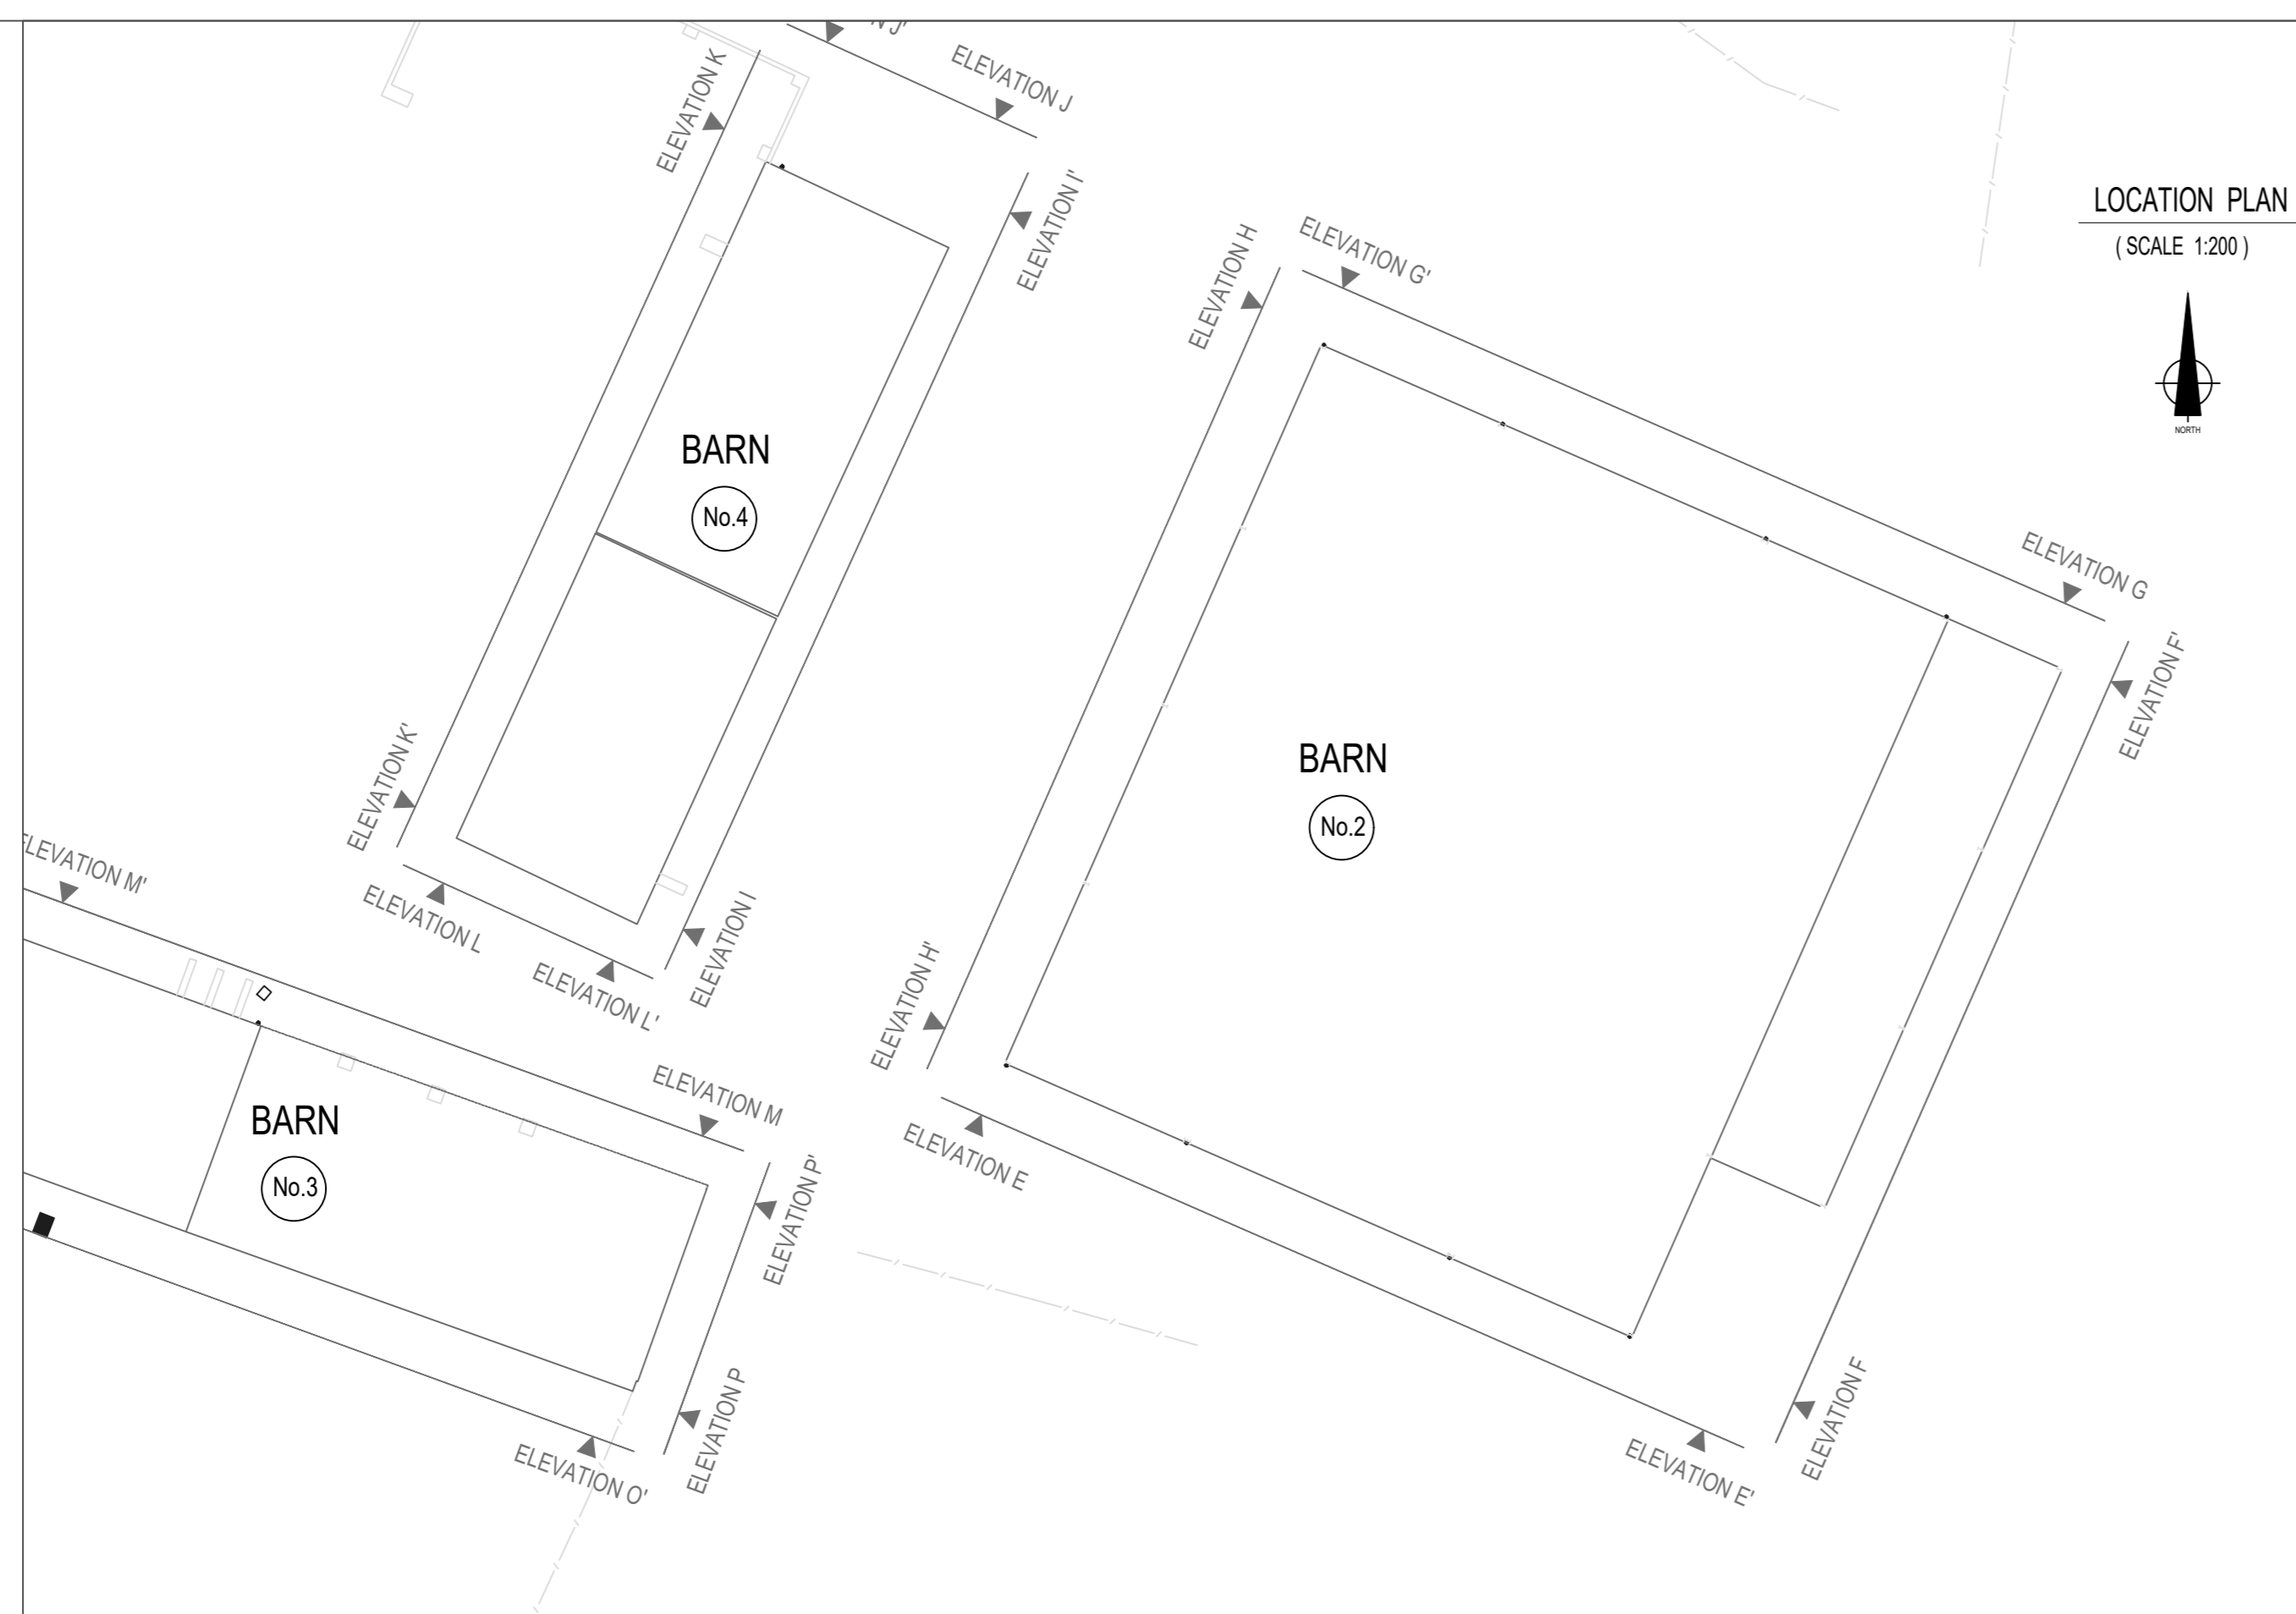 ELEVATION J
ELEVATION K
ELEVATION I'
LOCATION PLAN
( SCALE 1:200 )
NORTH
ELEVATION H
ELEVATION G'
BARN
No.4
ELEVATION G
ELEVATION F'
BARN
No.2
ELEVATION K'
ELEVATION M'
ELEVATION L
ELEVATION L'
ELEVATION I
ELEVATION H'
ELEVATION M
BARN
No.3
ELEVATION E
ELEVATION P'
ELEVATION P
ELEVATION O'
ELEVATION E'
ELEVATION F